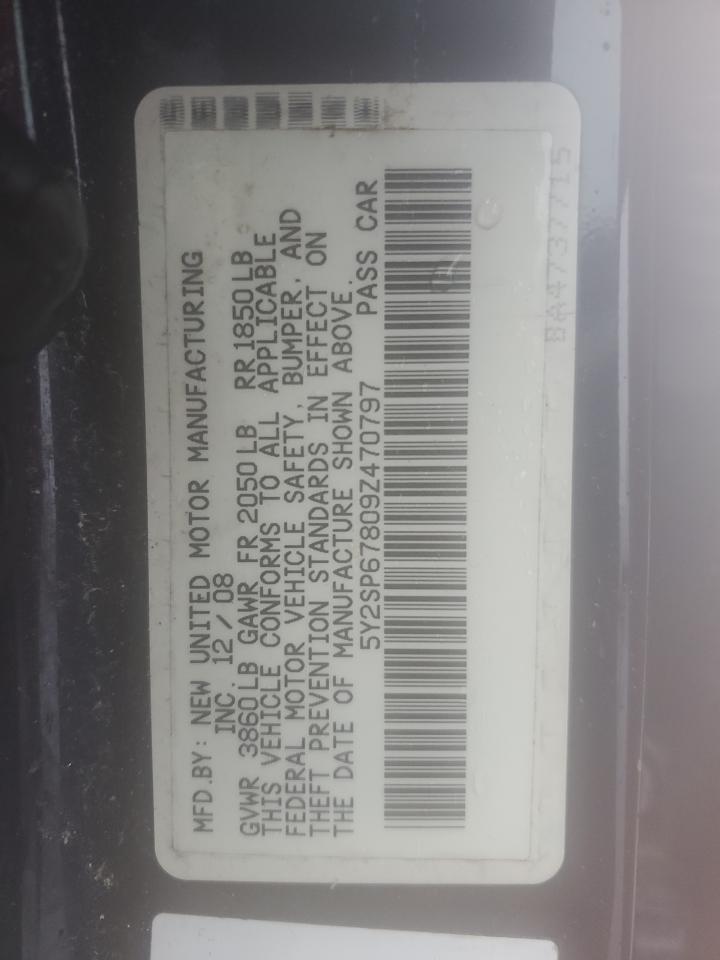 MFD.BY: NEW UNITED MOTOR MANUFACTURING
INC. 12/08
GVWR 3860LB GAWR FR 2050LB RR 1850LB
THIS VEHICLE CONFORMS TO ALL APPLICABLE
FEDERAL MOTOR VEHICLE SAFETY, BUMPER, AND
THEFT PREVENTION STANDARDS IN EFFECT ON
THE DATE OF MANUFACTURE SHOWN ABOVE.
5Y2SP67809Z470797 PASS CAR